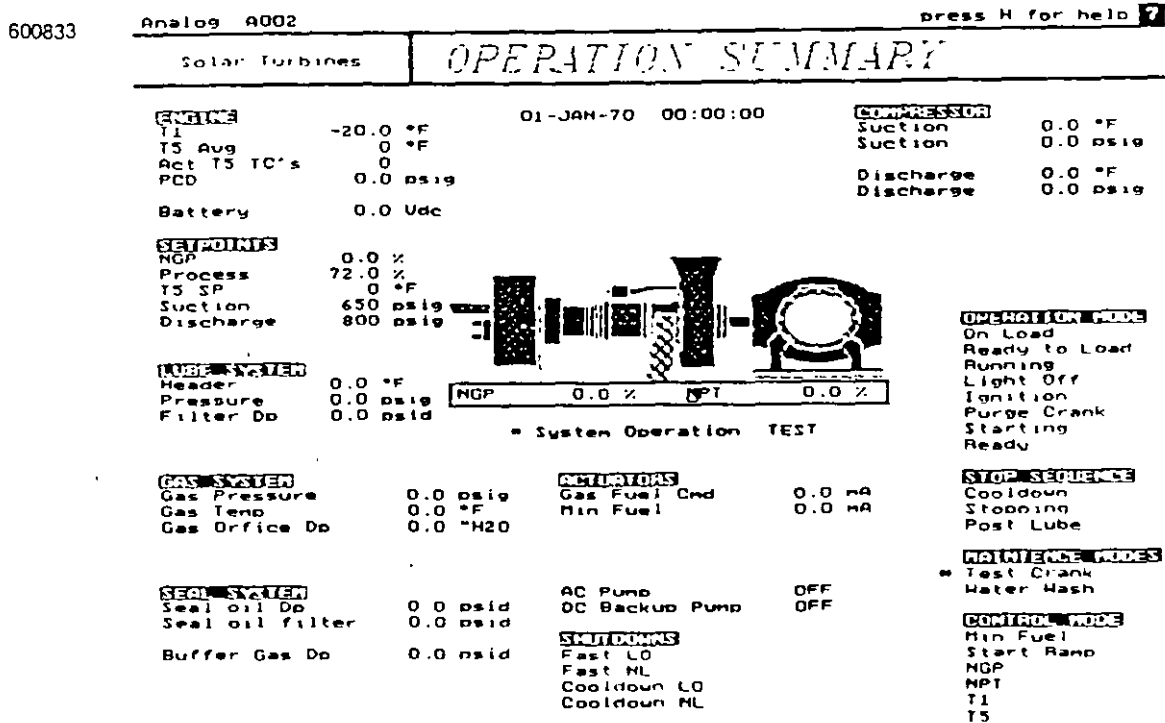 600833
Analog A002
press H for help ?
Solar Turbines
OPERATION SUMMARY
01-JAN-70 00:00:00
ENGINE
T1 -20.0 °F
T5 Avg 0 °F
Act T5 TC's 0
PCD 0.0 psig
Battery 0.0 Vdc
COMPRESSOR
Suction 0.0 °F
Suction 0.0 psig
Discharge 0.0 °F
Discharge 0.0 psig
SETPOINTS
NGP 0.0 %
Process 72.0 %
T5 SP 0 °F
Suction 650 psig
Discharge 800 psig
LUBE SYSTEM
Header 0.0 °F
Pressure 0.0 psig
Filter Dp 0.0 psid
NGP 0.0 % NPT 0.0 %
* System Operation TEST
OPERATION MODE
On Load
Ready to Load
Running
Light Off
Ignition
Purge Crank
Starting
Ready
GAS SYSTEM
Gas Pressure 0.0 psig
Gas Temp 0.0 °F
Gas Orfice Dp 0.0 "H2O
ACTUATORS
Gas Fuel Cmd 0.0 mA
Min Fuel 0.0 mA
STOP SEQUENCE
Cooldown
Stopping
Post Lube
MAINTENCE MODES
* Test Crank
Water Wash
SEAL SYSTEM
Seal oil Dp 0.0 psid
Seal oil filter 0.0 psid
Buffer Gas Dp 0.0 psid
AC Pump OFF
DC Backup Pump OFF
SHUTDOWNS
Fast LO
Fast NL
Cooldown LO
Cooldown NL
CONTROL MODE
Min Fuel
Start Ramp
NGP
NPT
T1
T5